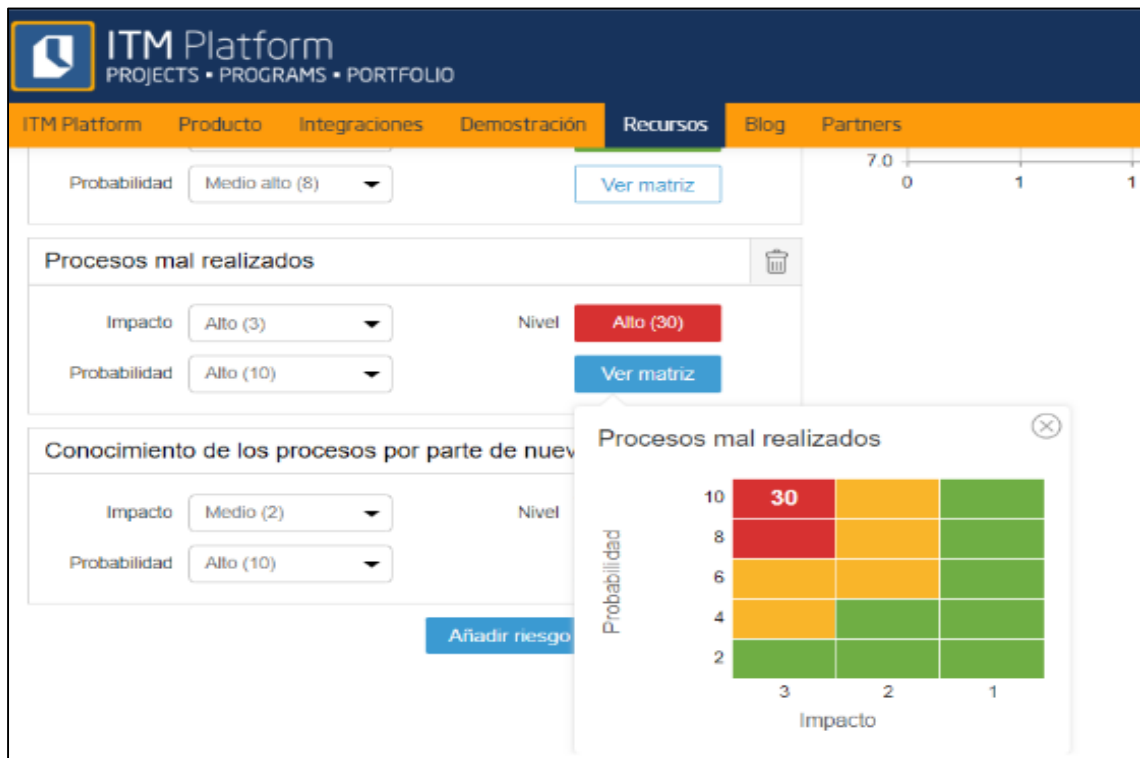 ITM Platform
PROJECTS ▪ PROGRAMS ▪ PORTFOLIO
ITM Platform Producto Integraciones Demostración Recursos Blog Partners
7.0
0 1 1
Probabilidad Medio alto (8) Ver matriz
Procesos mal realizados
Impacto Alto (3) Nivel Alto (30)
Probabilidad Alto (10) Ver matriz
Conocimiento de los procesos por parte de nuev
Impacto Medio (2) Nivel
Probabilidad Alto (10)
Añadir riesgo
Procesos mal realizados
Probabilidad
10 30
8
6
4
2
3 2 1
Impacto